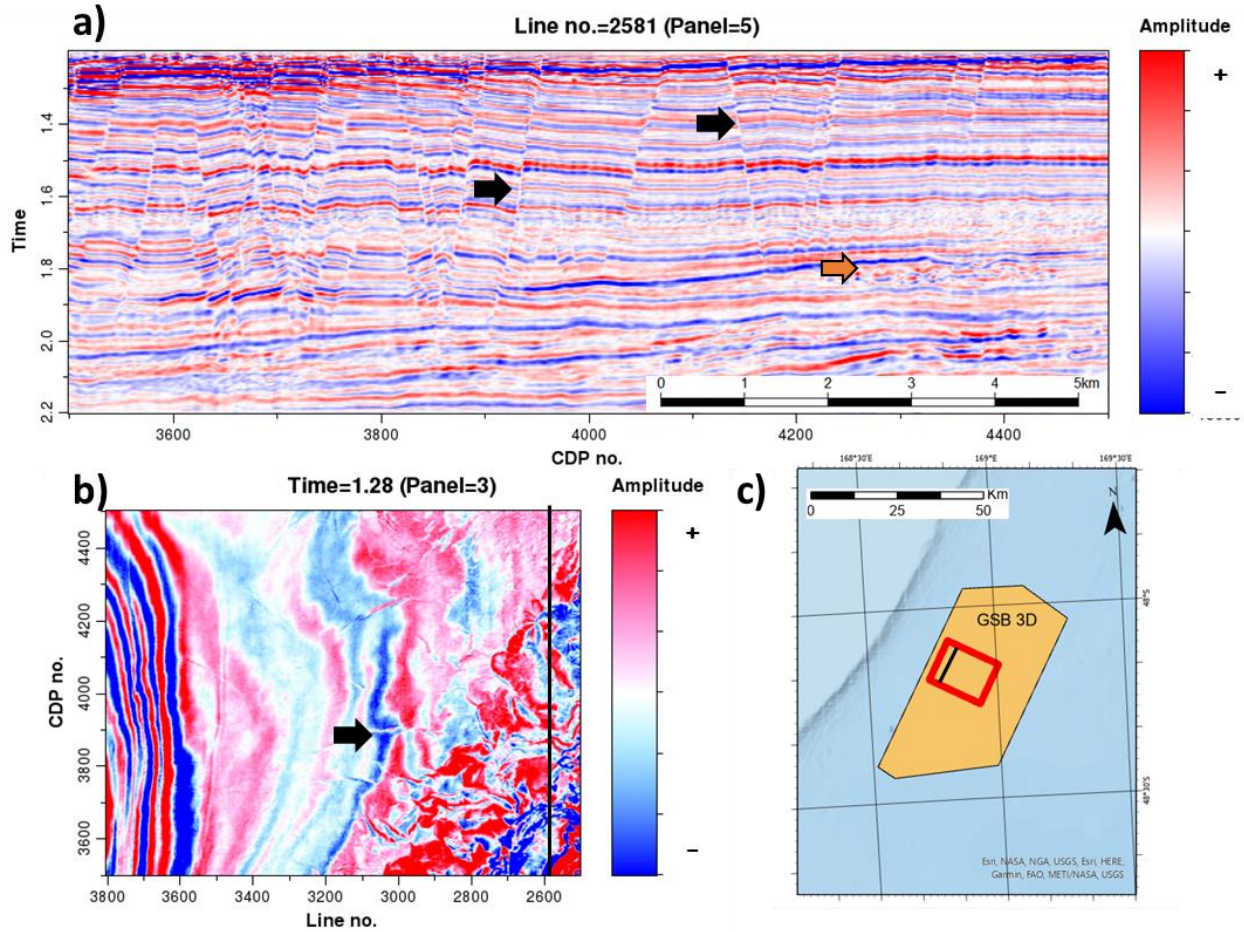 a)
Line no.=2581 (Panel=5)
Amplitude
+
–
Time
1.4
1.6
1.8
2.0
2.2
0 1 2 3 4 5km
3600 3800 4000 4200 4400
CDP no.
b)
Time=1.28 (Panel=3)
Amplitude
+
–
CDP no.
4400
4200
4000
3800
3600
3800 3600 3400 3200 3000 2800 2600
Line no.
c)
168°30'E 169°E 169°30'E
Km
0 25 50
N
48°S
GSB 3D
48°30'S
Esri, NASA, NGA, USGS, Esri, HERE,
Garmin, FAO, METI/NASA, USGS